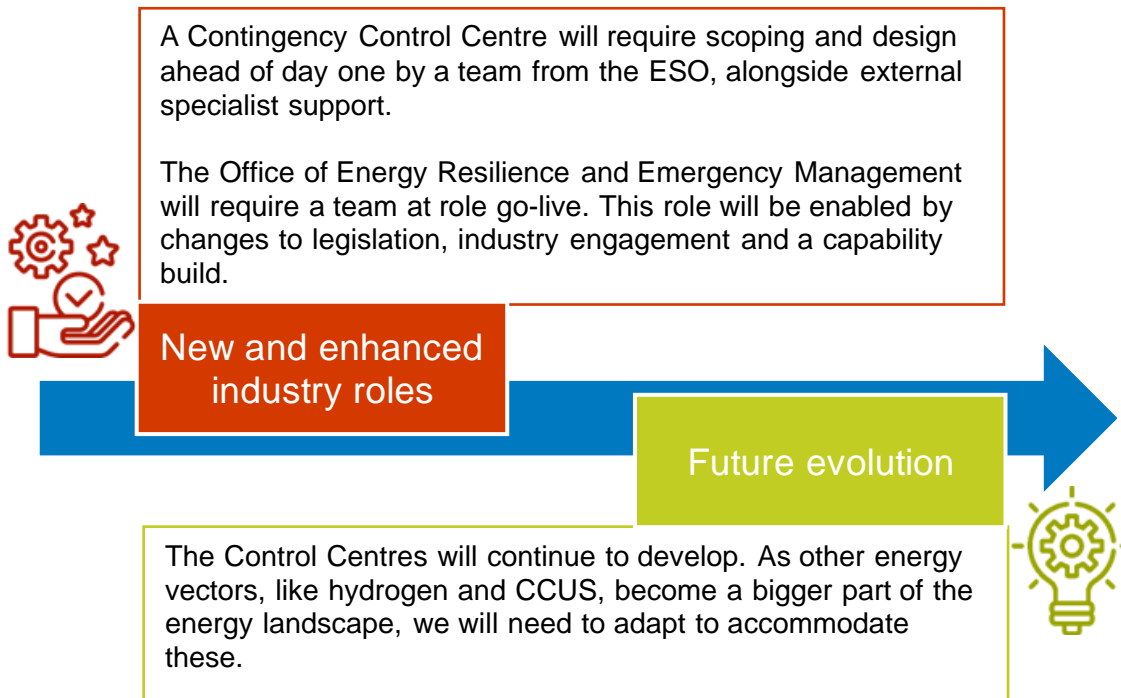 A Contingency Control Centre will require scoping and design
ahead of day one by a team from the ESO, alongside external
specialist support.
The Office of Energy Resilience and Emergency Management
will require a team at role go-live. This role will be enabled by
changes to legislation, industry engagement and a capability
build.
New and enhanced
industry roles
Future evolution
The Control Centres will continue to develop. As other energy
vectors, like hydrogen and CCUS, become a bigger part of the
energy landscape, we will need to adapt to accommodate
these.